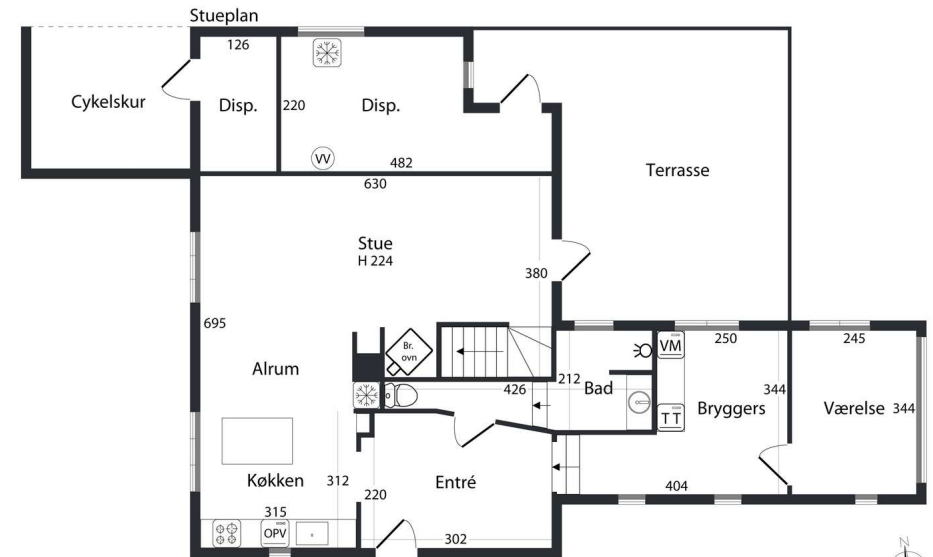 Stueplan
126
Cykelskur
Disp.
220
Disp.
VV
482
630
Terrasse
Stue
H 224
380
695
Br.
ovn
VM
250
245
Alrum
426
212
Bad
344
Bryggers
Værelse
344
TT
Køkken
312
220
Entré
404
315
OPV
302
N